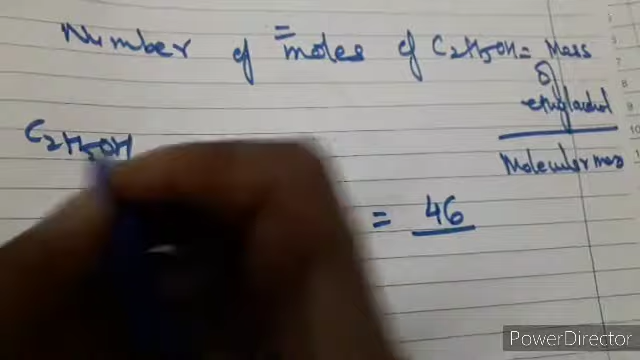 Number of = moles of C2H5OH = Mass
of
ethylalcohol
Molecular mass
C2H5OH
= 46
PowerDirector